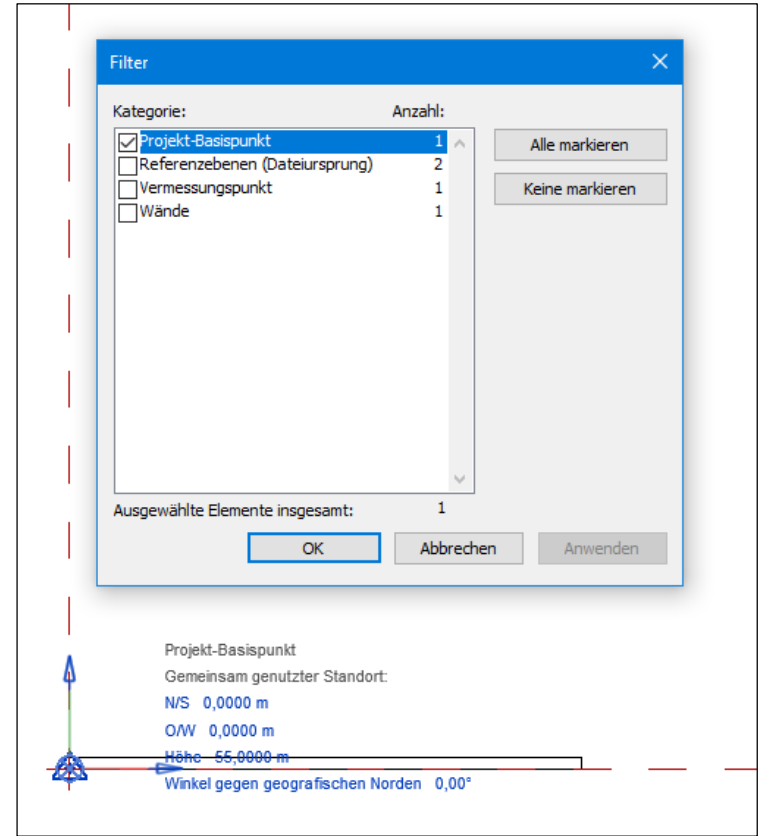 Filter
Kategorie: Anzahl:
Projekt-Basispunkt 1
Referenzebenen (Dateiursprung) 2
Vermessungspunkt 1
Wände 1
Alle markieren
Keine markieren
Ausgewählte Elemente insgesamt: 1
OK Abbrechen Anwenden
Projekt-Basispunkt
Gemeinsam genutzter Standort:
N/S 0,0000 m
O/W 0,0000 m
Höhe 55,0000 m
Winkel gegen geografischen Norden 0,00°